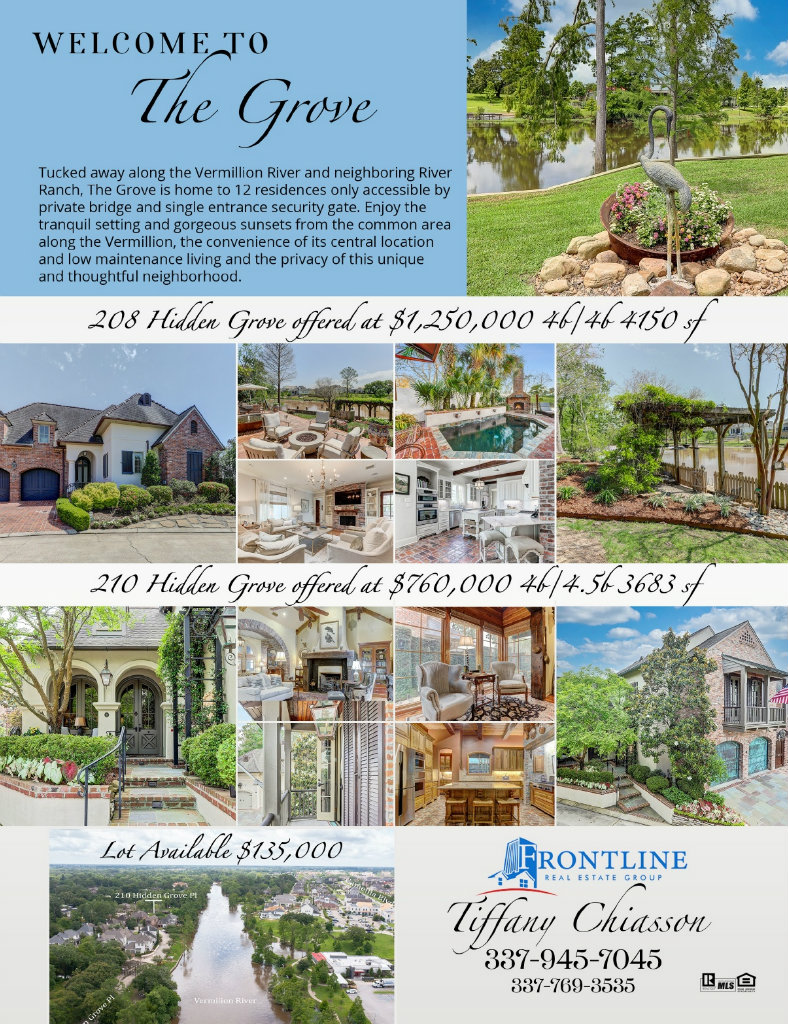 WELCOME TO
The Grove
Tucked away along the Vermillion River and neighboring River
Ranch, The Grove is home to 12 residences only accessible by
private bridge and single entrance security gate. Enjoy the
tranquil setting and gorgeous sunsets from the common area
along the Vermillion, the convenience of its central location
and low maintenance living and the privacy of this unique
and thoughtful neighborhood.
208 Hidden Grove offered at $1,250,000 4b/4b 4150 sf
210 Hidden Grove offered at $760,000 4b/4.5b 3683 sf
Lot Available $135,000
210 Hidden Grove Pl
Grove Pl
Vermillion River
FRONTLINE
REAL ESTATE GROUP
Tiffany Chiasson
337-945-7045
337-769-3535
MLS